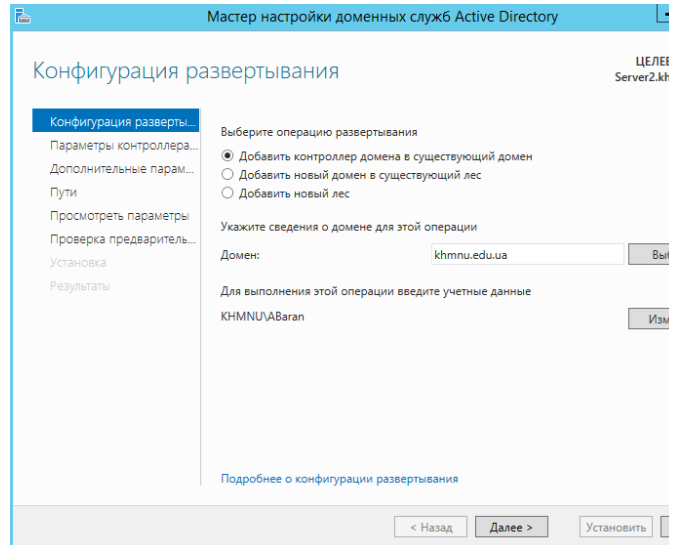 Мастер настройки доменных служб Active Directory
Конфигурация развертывания
ЦЕЛЕВ
Server2.kh
Конфигурация разверты...
Параметры контроллера...
Дополнительные парам...
Пути
Просмотреть параметры
Проверка предваритель...
Установка
Результаты
Выберите операцию развертывания
Добавить контроллер домена в существующий домен
Добавить новый домен в существующий лес
Добавить новый лес
Укажите сведения о домене для этой операции
Домен: khmnu.edu.ua Выб
Для выполнения этой операции введите учетные данные
KHMNU\ABaran Изм
Подробнее о конфигурации развертывания
< Назад Далее > Установить